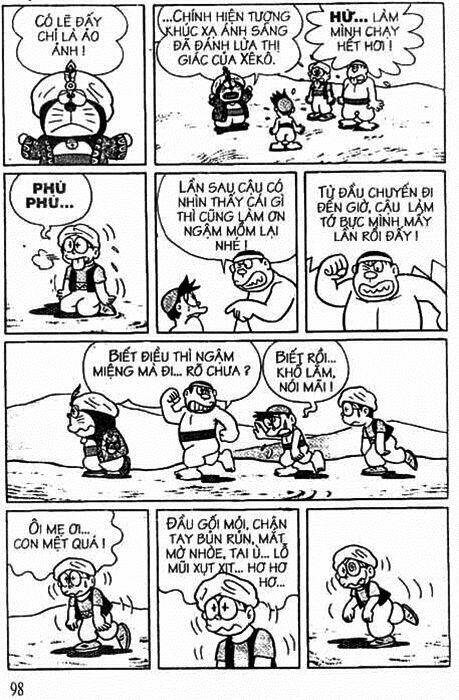 CÓ LẼ ĐẤY
CHỈ LÀ ẢO
ẢNH !
...CHÍNH HIỆN TƯỢNG
KHÚC XẠ ÁNH SÁNG
ĐÃ ĐÁNH LỪA THỊ
GIÁC CỦA XÊKÔ.
HỪ... LÀM
MÌNH CHẠY
HẾT HƠI !
PHÙ
PHÙ...
LẦN SAU CẬU CÓ
NHÌN THẤY CÁI GÌ
THÌ CŨNG LÀM ƠN
NGẬM MỒM LẠI
NHÉ !
TỪ ĐẦU CHUYẾN ĐI
ĐẾN GIỜ, CẬU LÀM
TỚ BỰC MÌNH MẤY
LẦN RỒI ĐẤY !
BIẾT ĐIỀU THÌ NGẬM
MIỆNG MÀ ĐI... RÕ CHƯA ?
BIẾT RỒI...
KHỔ LẮM,
NÓI MÃI !
ÔI MẸ ƠI...
CON MỆT QUÁ !
ĐẦU GỐI MỎI, CHÂN
TAY BỦN RỦN, MẮT
MỜ NHÒE, TAI Ù... LỖ
MŨI XỤT XỊT... HƠ HƠ
HƠ...
98